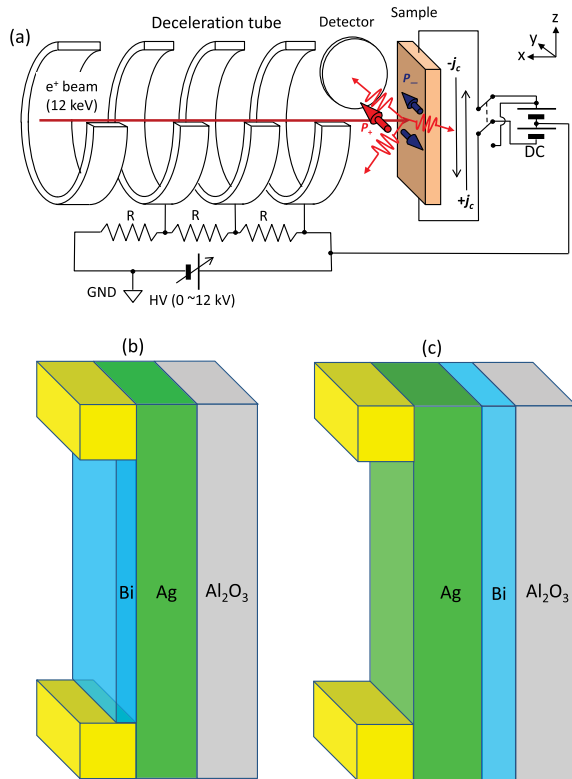 (a)
Deceleration tube
Detector
Sample
z
y
x
e⁺ beam
(12 keV)
P₊
P₋
-j_c
+j_c
DC
R
R
R
GND
HV (0 ~12 kV)
(b)
(c)
Bi
Ag
Al₂O₃
Ag
Bi
Al₂O₃